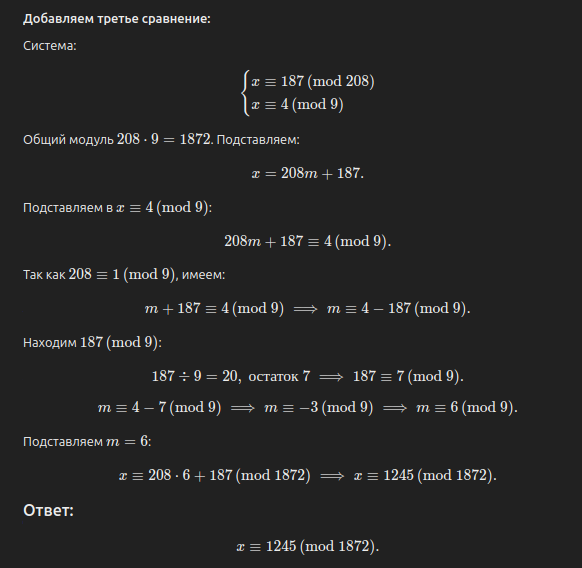 Добавляем третье сравнение:
Система:
{ x ≡ 187 (mod 208)
x ≡ 4 (mod 9)
Общий модуль 208 · 9 = 1872. Подставляем:
x = 208m + 187.
Подставляем в x ≡ 4 (mod 9):
208m + 187 ≡ 4 (mod 9).
Так как 208 ≡ 1 (mod 9), имеем:
m + 187 ≡ 4 (mod 9) ⟹ m ≡ 4 − 187 (mod 9).
Находим 187 (mod 9):
187 ÷ 9 = 20, остаток 7 ⟹ 187 ≡ 7 (mod 9).
m ≡ 4 − 7 (mod 9) ⟹ m ≡ −3 (mod 9) ⟹ m ≡ 6 (mod 9).
Подставляем m = 6:
x ≡ 208 · 6 + 187 (mod 1872) ⟹ x ≡ 1245 (mod 1872).
Ответ:
x ≡ 1245 (mod 1872).